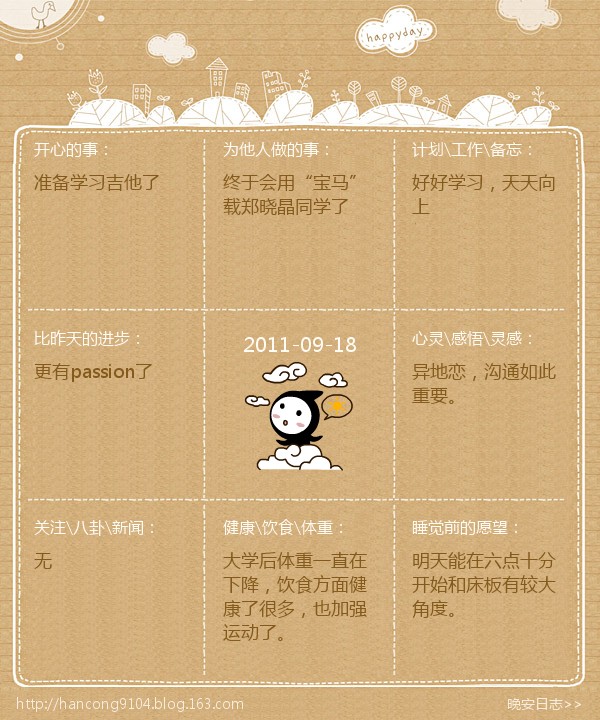 happyday
开心的事：
准备学习吉他了
为他人做的事：
终于会用“宝马”
载郑晓晶同学了
计划\工作\备忘：
好好学习，天天向
上
比昨天的进步：
更有passion了
2011-09-18
心灵\感悟\灵感：
异地恋，沟通如此
重要。
关注\八卦\新闻：
无
健康\饮食\体重：
大学后体重一直在
下降，饮食方面健
康了很多，也加强
运动了。
睡觉前的愿望：
明天能在六点十分
开始和床板有较大
角度。
http://hancong9104.blog.163.com
晚安日志>>